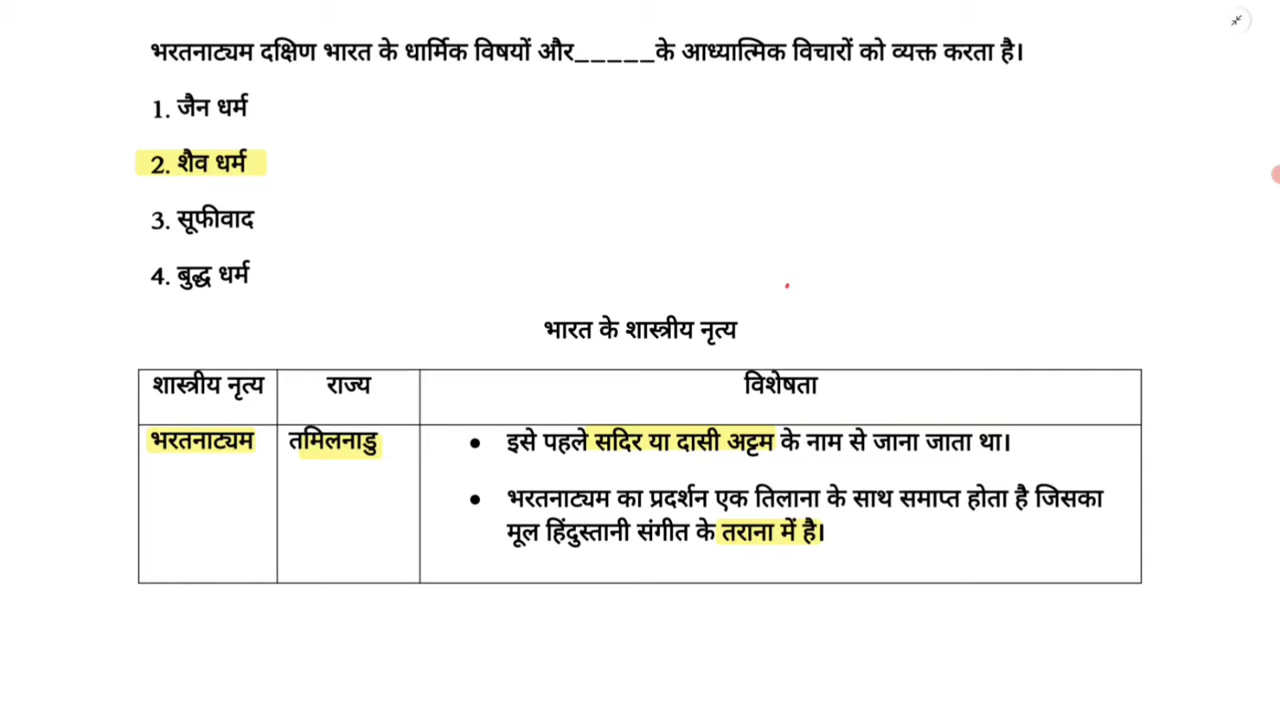 भरतनाट्यम दक्षिण भारत के धार्मिक विषयों और_____के आध्यात्मिक विचारों को व्यक्त करता है।
1. जैन धर्म
2. शैव धर्म
3. सूफीवाद
4. बुद्ध धर्म
भारत के शास्त्रीय नृत्य
शास्त्रीय नृत्य राज्य विशेषता
भरतनाट्यम तमिलनाडु • इसे पहले सदिर या दासी अट्टम के नाम से जाना जाता था।
• भरतनाट्यम का प्रदर्शन एक तिलाना के साथ समाप्त होता है जिसका
मूल हिंदुस्तानी संगीत के तराना में है।